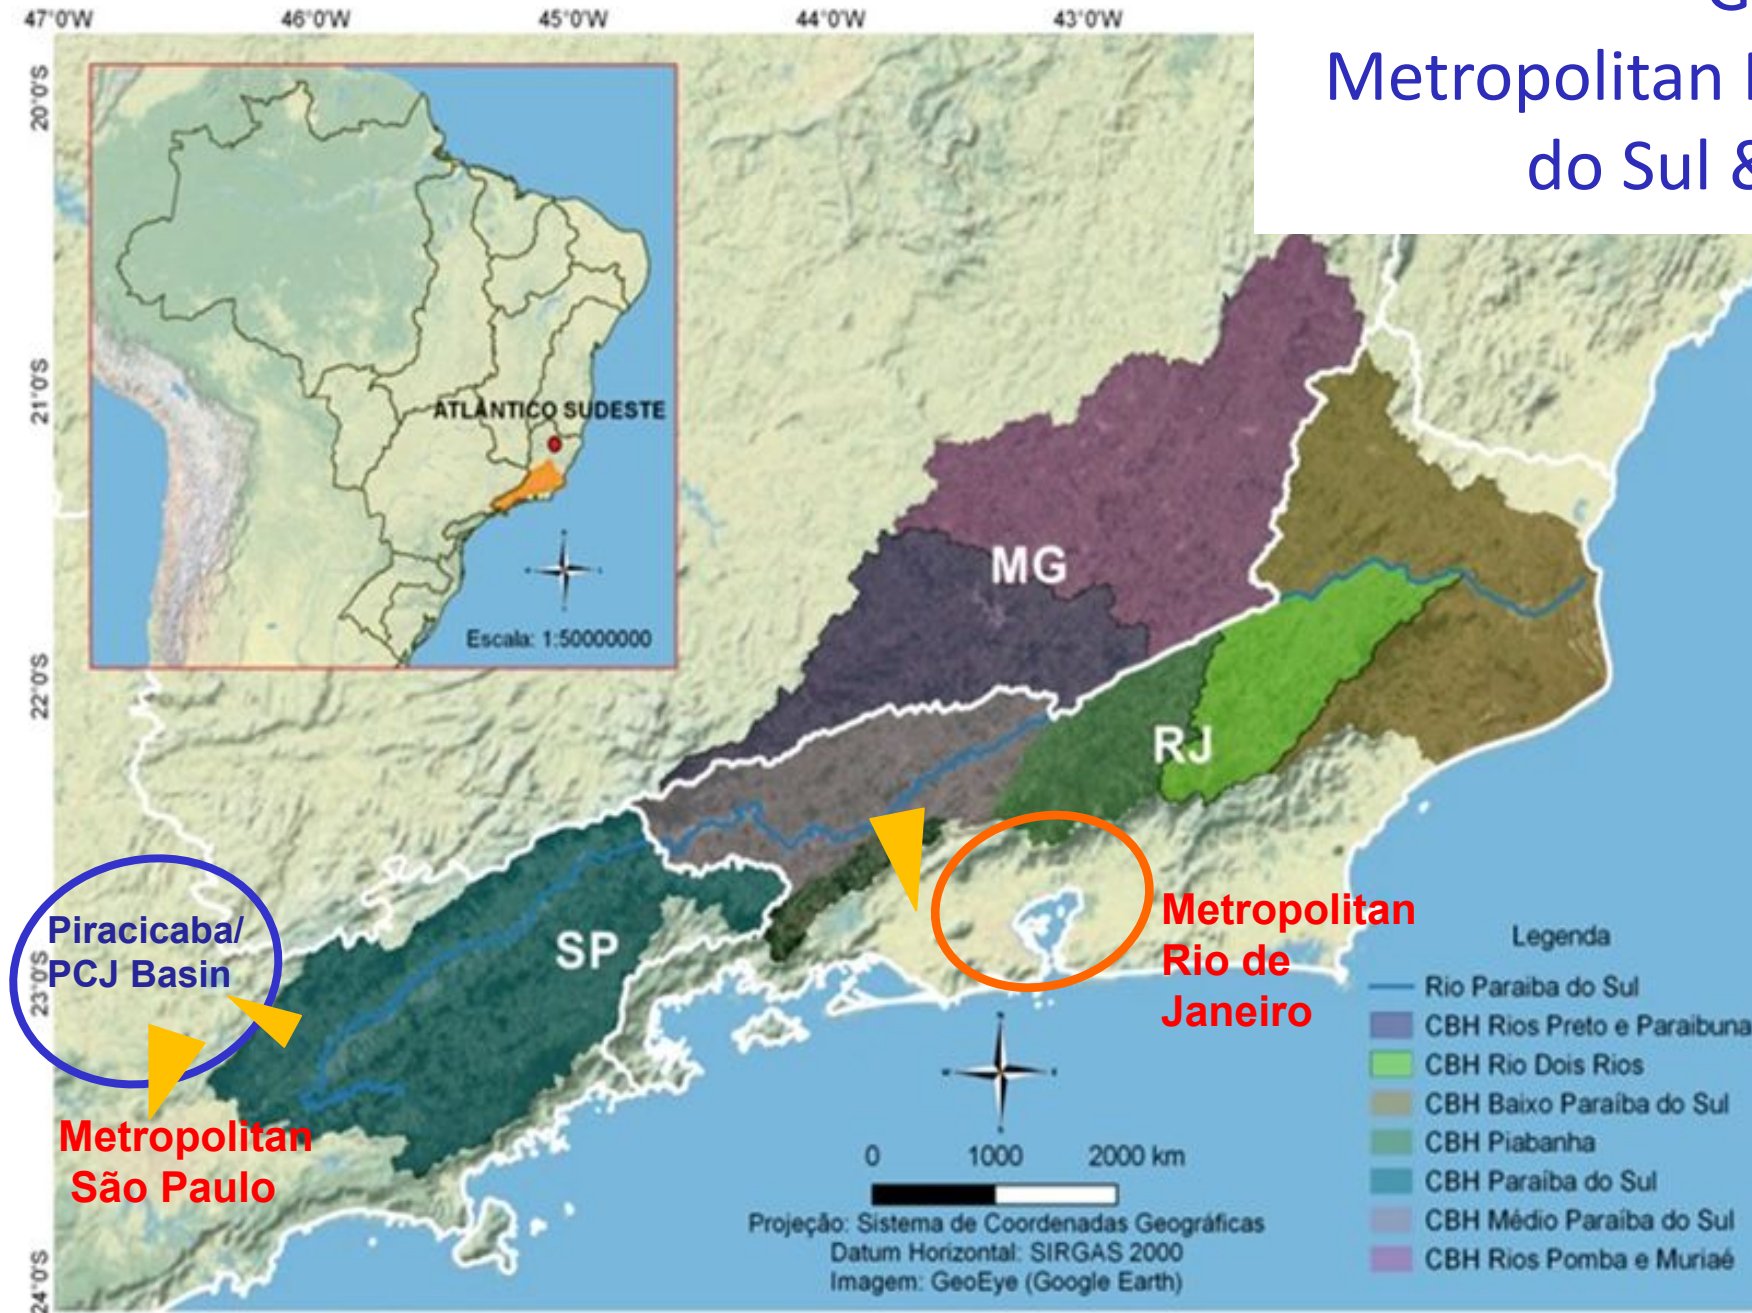 47°0'W 46°0'W 45°0'W 44°0'W 43°0'W
Metropolitan
do Sul &
20°0'S
21°0'S
22°0'S
23°0'S
24°0'S
ATLÂNTICO SUDESTE
Escala: 1:50000000
MG
RJ
SP
Piracicaba/
PCJ Basin
Metropolitan
São Paulo
Metropolitan
Rio de
Janeiro
0 1000 2000 km
Projeção: Sistema de Coordenadas Geográficas
Datum Horizontal: SIRGAS 2000
Imagem: GeoEye (Google Earth)
Legenda
Rio Paraiba do Sul
CBH Rios Preto e Paraibuna
CBH Rio Dois Rios
CBH Baixo Paraíba do Sul
CBH Piabanha
CBH Paraíba do Sul
CBH Médio Paraíba do Sul
CBH Rios Pomba e Muriaé